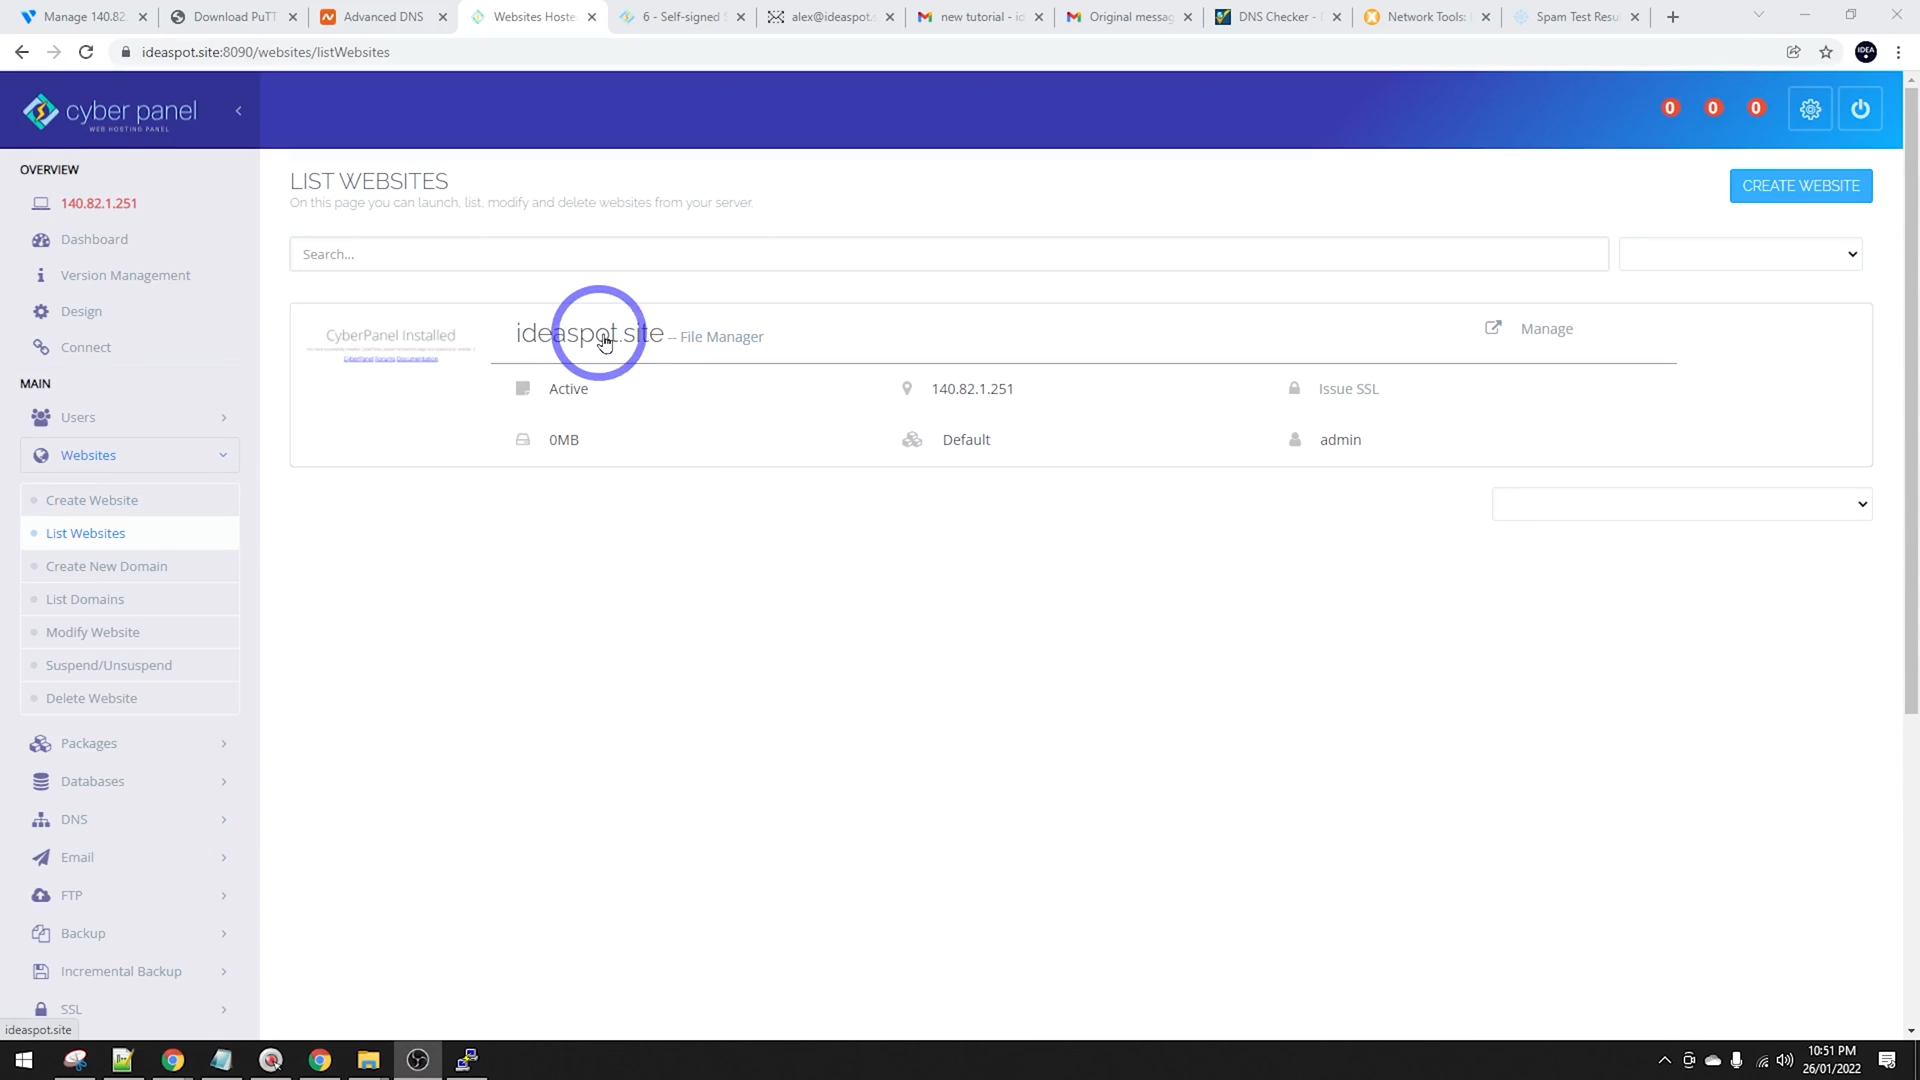 Manage 140.82.
Download PuTT
Advanced DNS
Websites Hoste
6 - Self-signed S
alex@ideaspot.s
new tutorial - id
Original messag
DNS Checker -
Network Tools:
Spam Test Resu
ideaspot.site:8090/websites/listWebsites
IDEA
cyber panel
WEB HOSTING PANEL
0 0 0
OVERVIEW
140.82.1.251
Dashboard
Version Management
Design
Connect
MAIN
Users
Websites
Create Website
List Websites
Create New Domain
List Domains
Modify Website
Suspend/Unsuspend
Delete Website
Packages
Databases
DNS
Email
FTP
Backup
Incremental Backup
SSL
ideaspot.site
LIST WEBSITES
On this page you can launch, list, modify and delete websites from your server.
CREATE WEBSITE
Search...
CyberPanel Installed
CyberPanel Forums Documentation
ideaspot.site -- File Manager
Manage
Active
140.82.1.251
Issue SSL
0MB
Default
admin
10:51 PM
26/01/2022